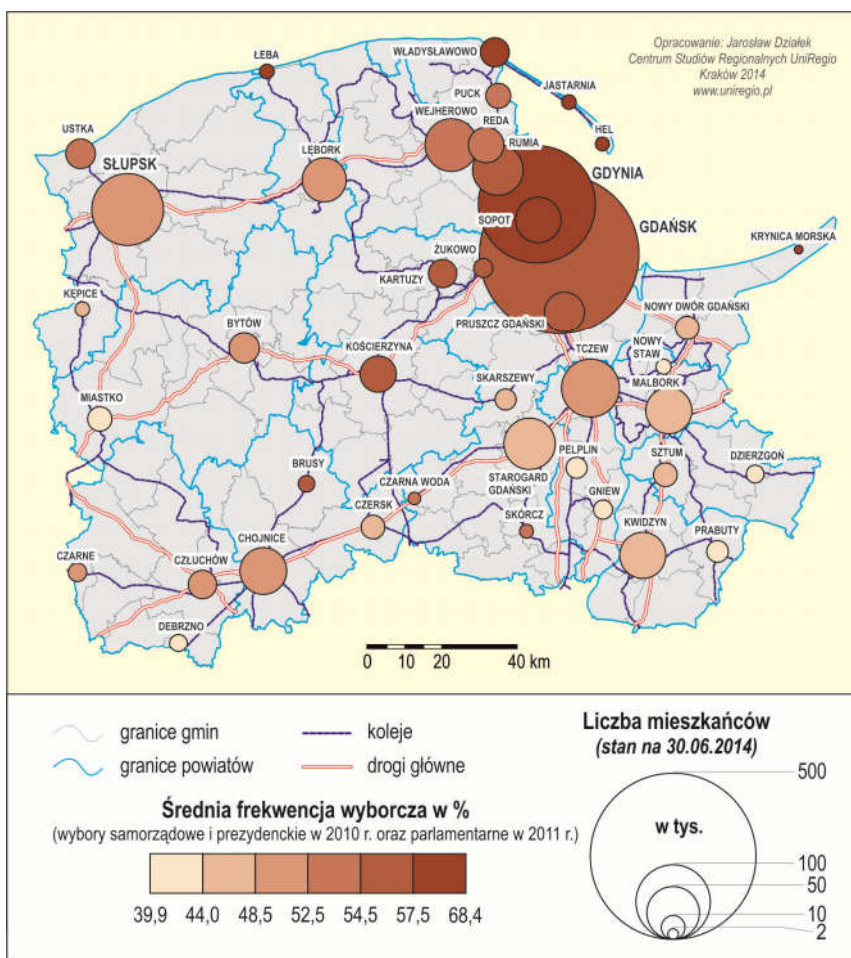 Opracowanie: Jarosław Działek
Centrum Studiów Regionalnych UniRegio
Kraków 2014
www.uniregio.pl
ŁEBA
WŁADYSŁAWOWO
JASTARNIA
PUCK
HEL
USTKA
WEJHEROWO
REDA
RUMIA
SŁUPSK
LĘBORK
GDYNIA
SOPOT
GDAŃSK
KRYNICA MORSKA
ŻUKOWO
KARTUZY
KĘPICE
NOWY DWÓR GDAŃSKI
BYTÓW
PRUSZCZ GDAŃSKI
KOŚCIERZYNA
TCZEW
NOWY
STAW
MALBORK
SKARSZEWY
MIASTKO
PELPLIN
SZTUM
DZIERZGOŃ
BRUSY
CZARNA WODA
STAROGARD
GDAŃSKI
GNIEW
CZERSK
SKÓRCZ
KWIDZYN
PRABUTY
CHOJNICE
CZARNE
CZŁUCHÓW
DEBRZNO
0 10 20 40 km
granice gmin
koleje
granice powiatów
drogi główne
Średnia frekwencja wyborcza w %
(wybory samorządowe i prezydenckie w 2010 r. oraz parlamentarne w 2011 r.)
39,9 44,0 48,5 52,5 54,5 57,5 68,4
Liczba mieszkańców
(stan na 30.06.2014)
500
w tys.
100
50
10
2